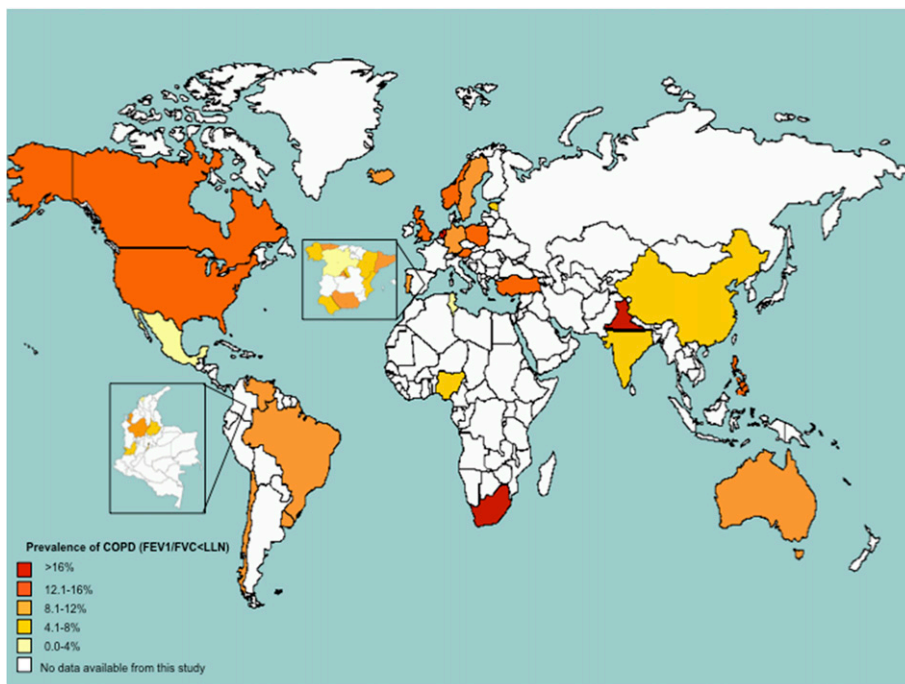 Prevalence of COPD (FEV1/FVC<LLN)
>16%
12.1-16%
8.1-12%
4.1-8%
0.0-4%
No data available from this study